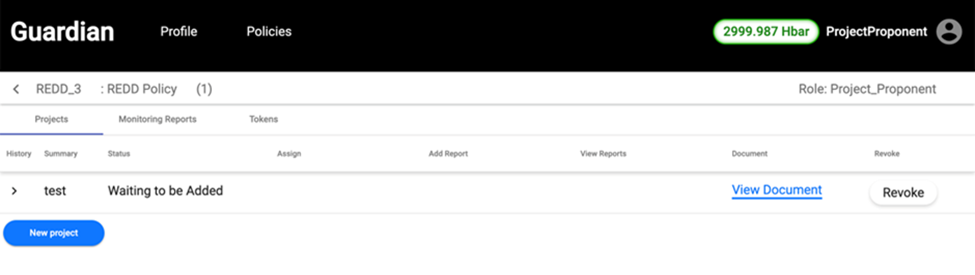 Guardian Profile Policies 2999.987 Hbar ProjectProponent
REDD_3 : REDD Policy (1) Role: Project_Proponent
Projects Monitoring Reports Tokens
History Summary Status Assign Add Report View Reports Document Revoke
test Waiting to be Added View Document Revoke
New project